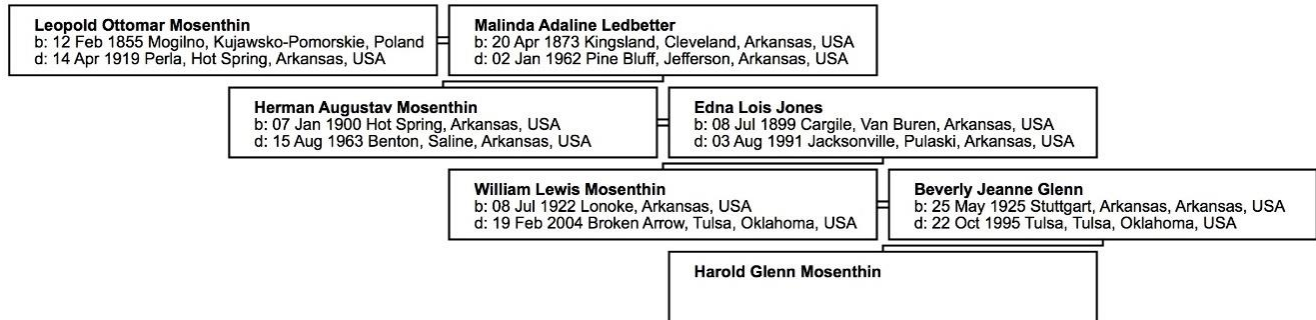 Leopold Ottomar Mosenthin
b: 12 Feb 1855 Mogilno, Kujawsko-Pomorskie, Poland
d: 14 Apr 1919 Perla, Hot Spring, Arkansas, USA
Malinda Adaline Ledbetter
b: 20 Apr 1873 Kingsland, Cleveland, Arkansas, USA
d: 02 Jan 1962 Pine Bluff, Jefferson, Arkansas, USA
Herman Augustav Mosenthin
b: 07 Jan 1900 Hot Spring, Arkansas, USA
d: 15 Aug 1963 Benton, Saline, Arkansas, USA
Edna Lois Jones
b: 08 Jul 1899 Cargile, Van Buren, Arkansas, USA
d: 03 Aug 1991 Jacksonville, Pulaski, Arkansas, USA
William Lewis Mosenthin
b: 08 Jul 1922 Lonoke, Arkansas, USA
d: 19 Feb 2004 Broken Arrow, Tulsa, Oklahoma, USA
Beverly Jeanne Glenn
b: 25 May 1925 Stuttgart, Arkansas, Arkansas, USA
d: 22 Oct 1995 Tulsa, Tulsa, Oklahoma, USA
Harold Glenn Mosenthin